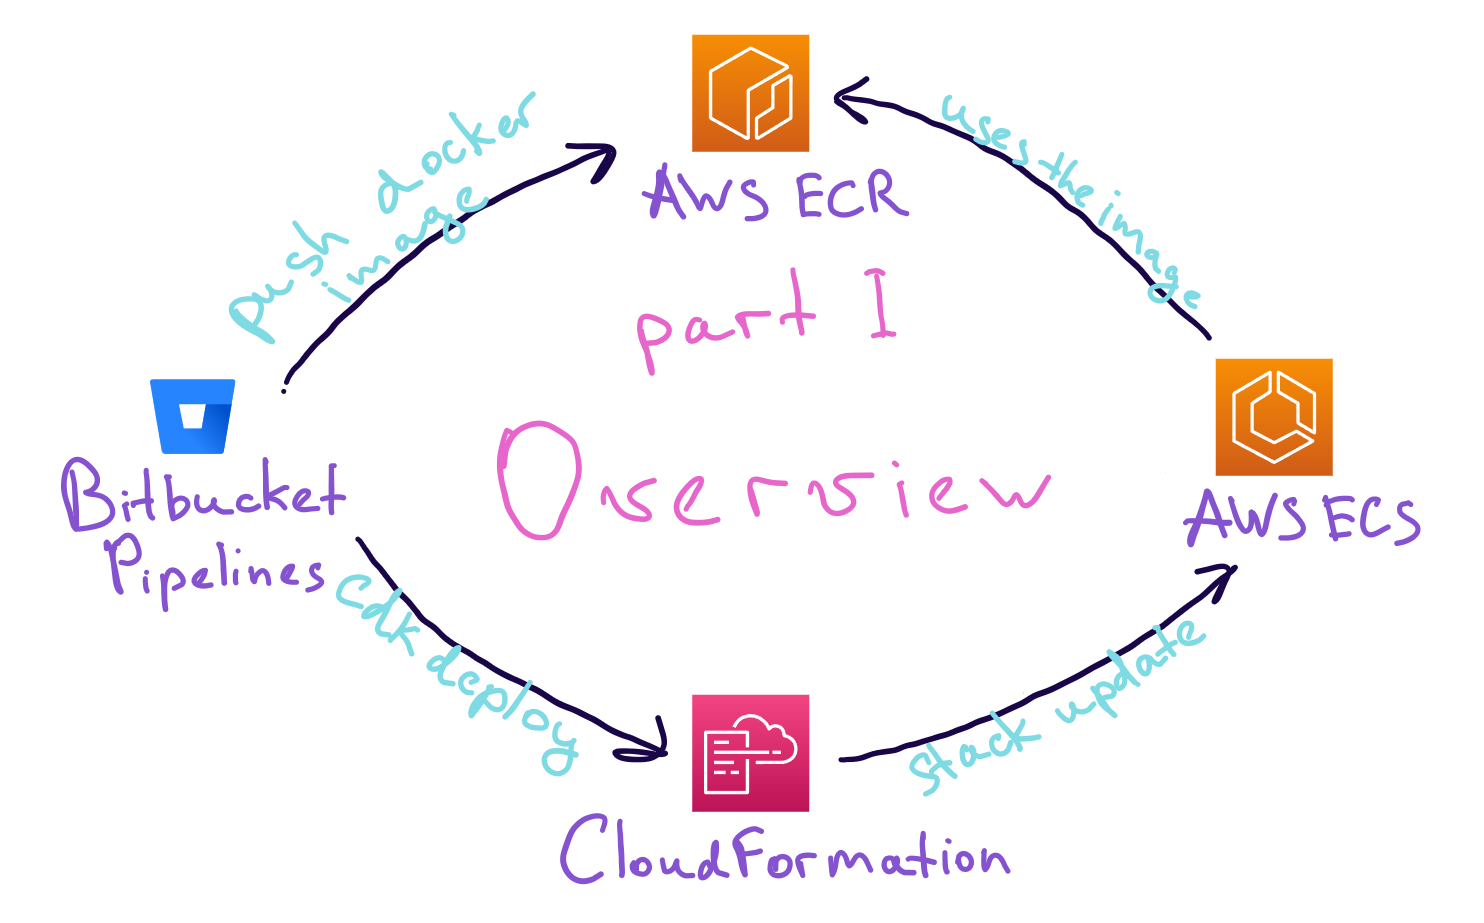 push docker
image
AWS ECR
uses the image
part I
Overview
Bitbucket
Pipelines
AWS ECS
cdk deploy
stack update
CloudFormation